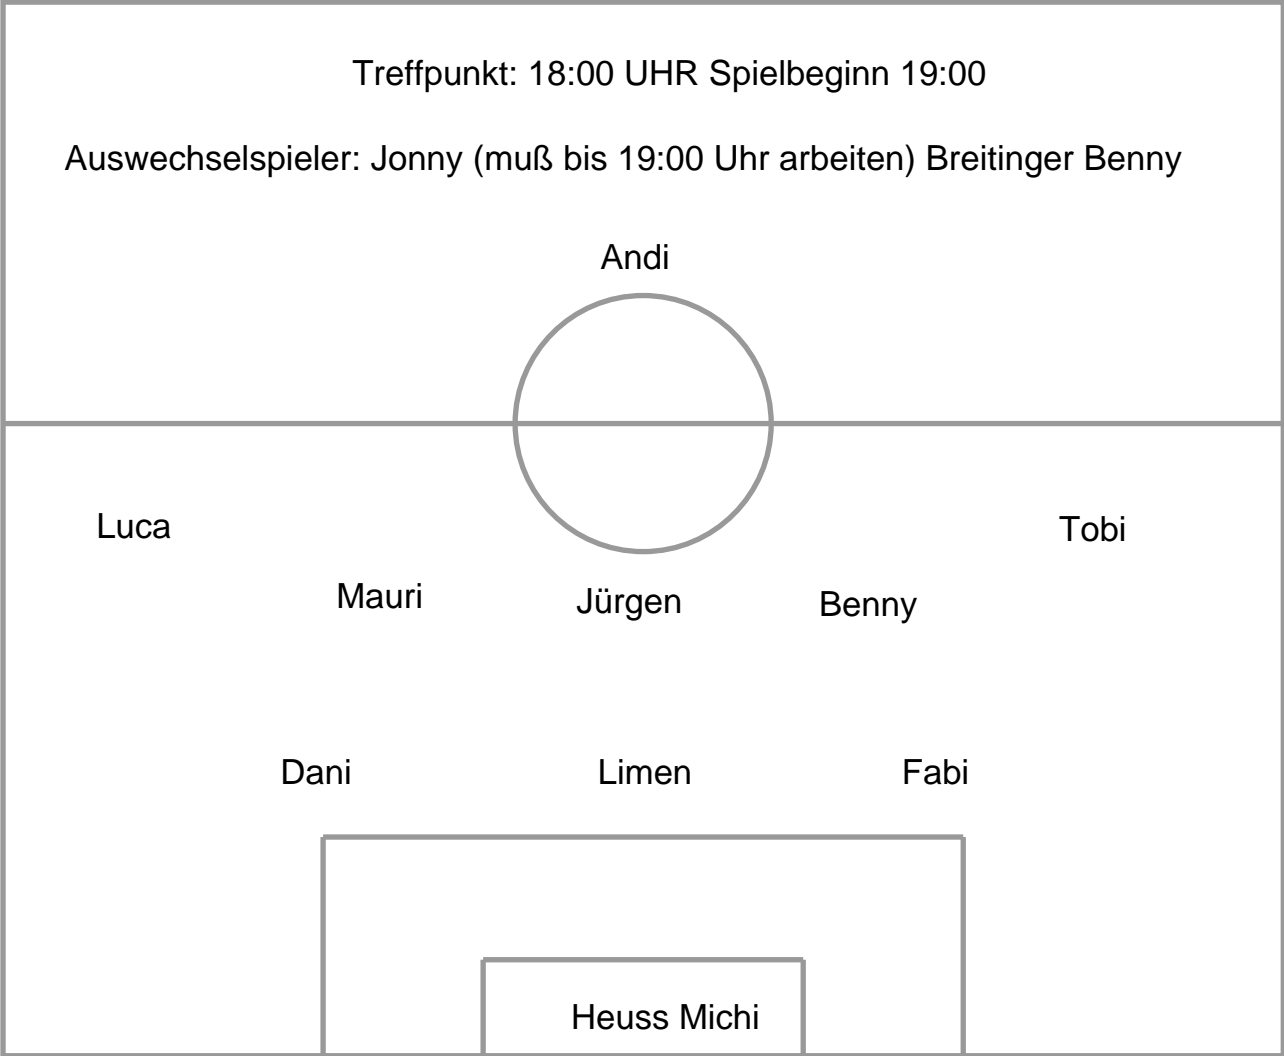 Treffpunkt: 18:00 UHR Spielbeginn 19:00
Auswechselspieler: Jonny (muß bis 19:00 Uhr arbeiten) Breitinger Benny
Andi
Luca
Tobi
Mauri
Jürgen
Benny
Dani
Limen
Fabi
Heuss Michi